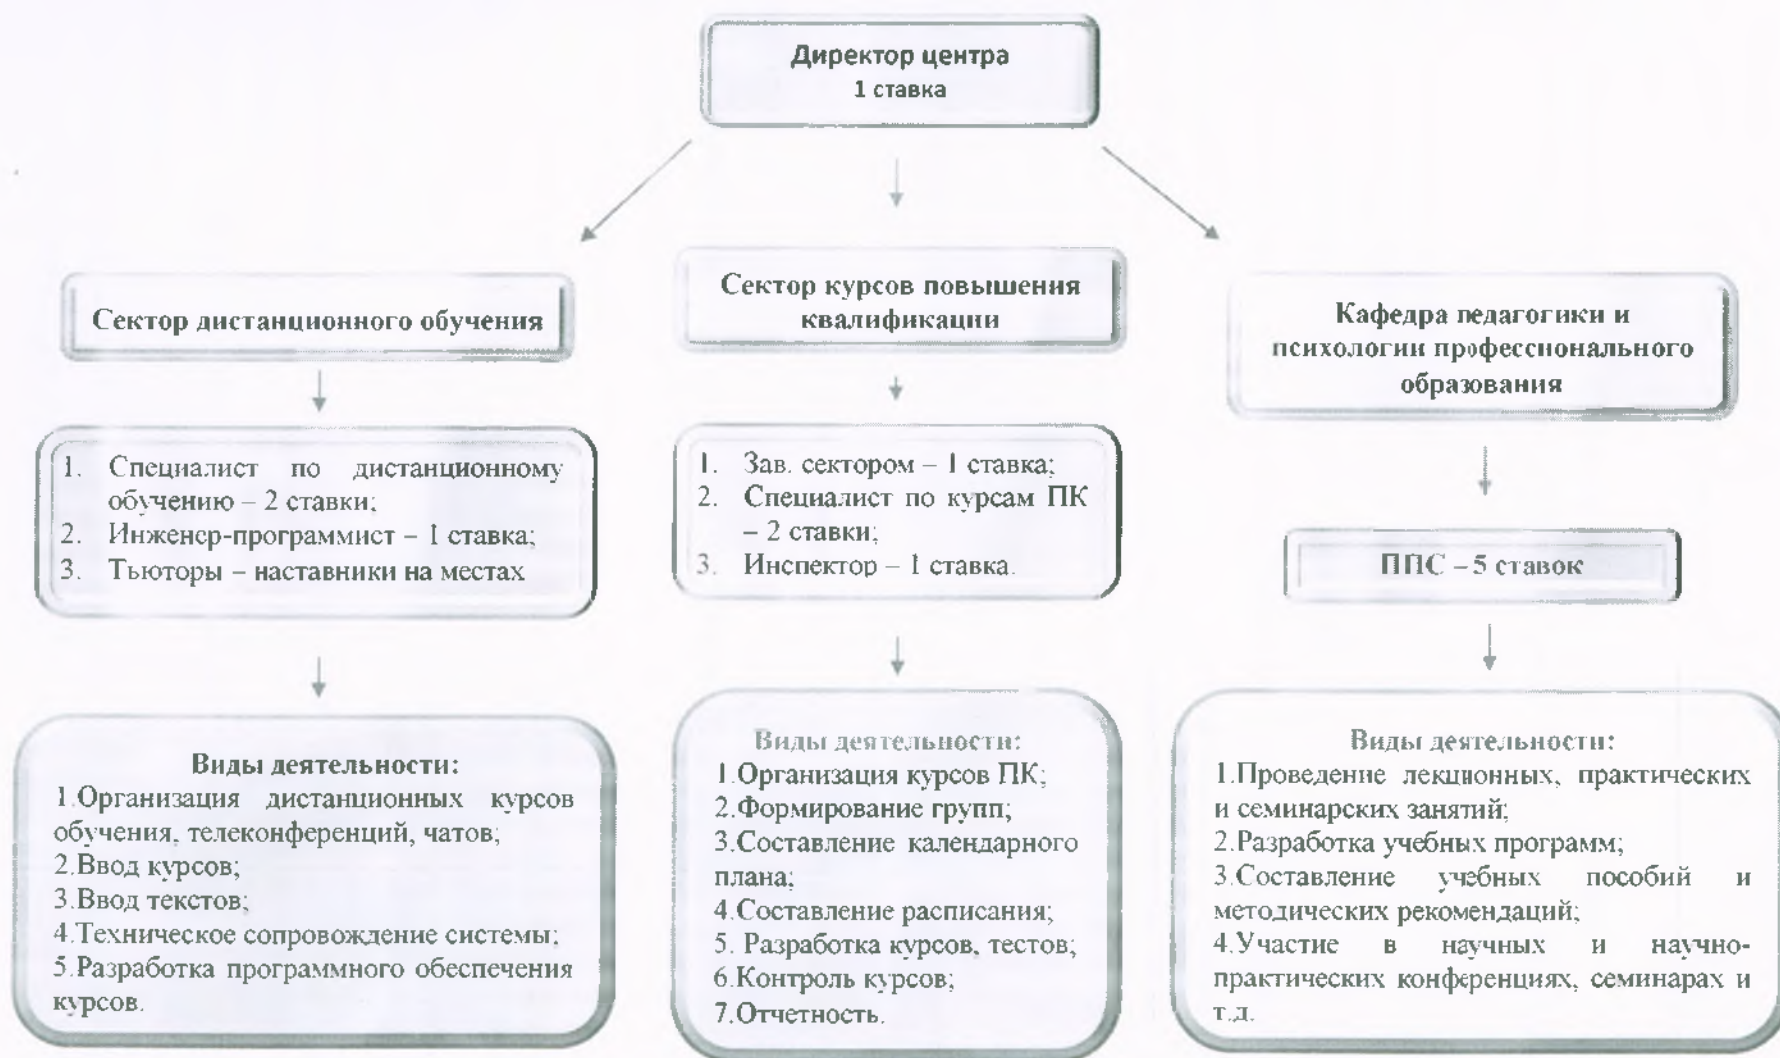 Директор центра
1 ставка
Сектор дистанционного обучения
1. Специалист по дистанционному
обучению – 2 ставки;
2. Инженер-программист – 1 ставка;
3. Тьюторы – наставники на местах
Виды деятельности:
1.Организация дистанционных курсов
обучения, телеконференций, чатов;
2.Ввод курсов;
3.Ввод текстов;
4.Техническое сопровождение системы;
5.Разработка программного обеспечения
курсов.
Сектор курсов повышения
квалификации
1. Зав. сектором – 1 ставка;
2. Специалист по курсам ПК
– 2 ставки;
3. Инспектор – 1 ставка.
Виды деятельности:
1.Организация курсов ПК;
2.Формирование групп;
3.Составление календарного
плана;
4.Составление расписания;
5. Разработка курсов, тестов;
6.Контроль курсов;
7.Отчетность.
Кафедра педагогики и
психологии профессионального
образования
ППС – 5 ставок
Виды деятельности:
1.Проведение лекционных, практических
и семинарских занятий;
2.Разработка учебных программ;
3.Составление учебных пособий и
методических рекомендаций;
4.Участие в научных и научно-
практических конференциях, семинарах и
т.д.